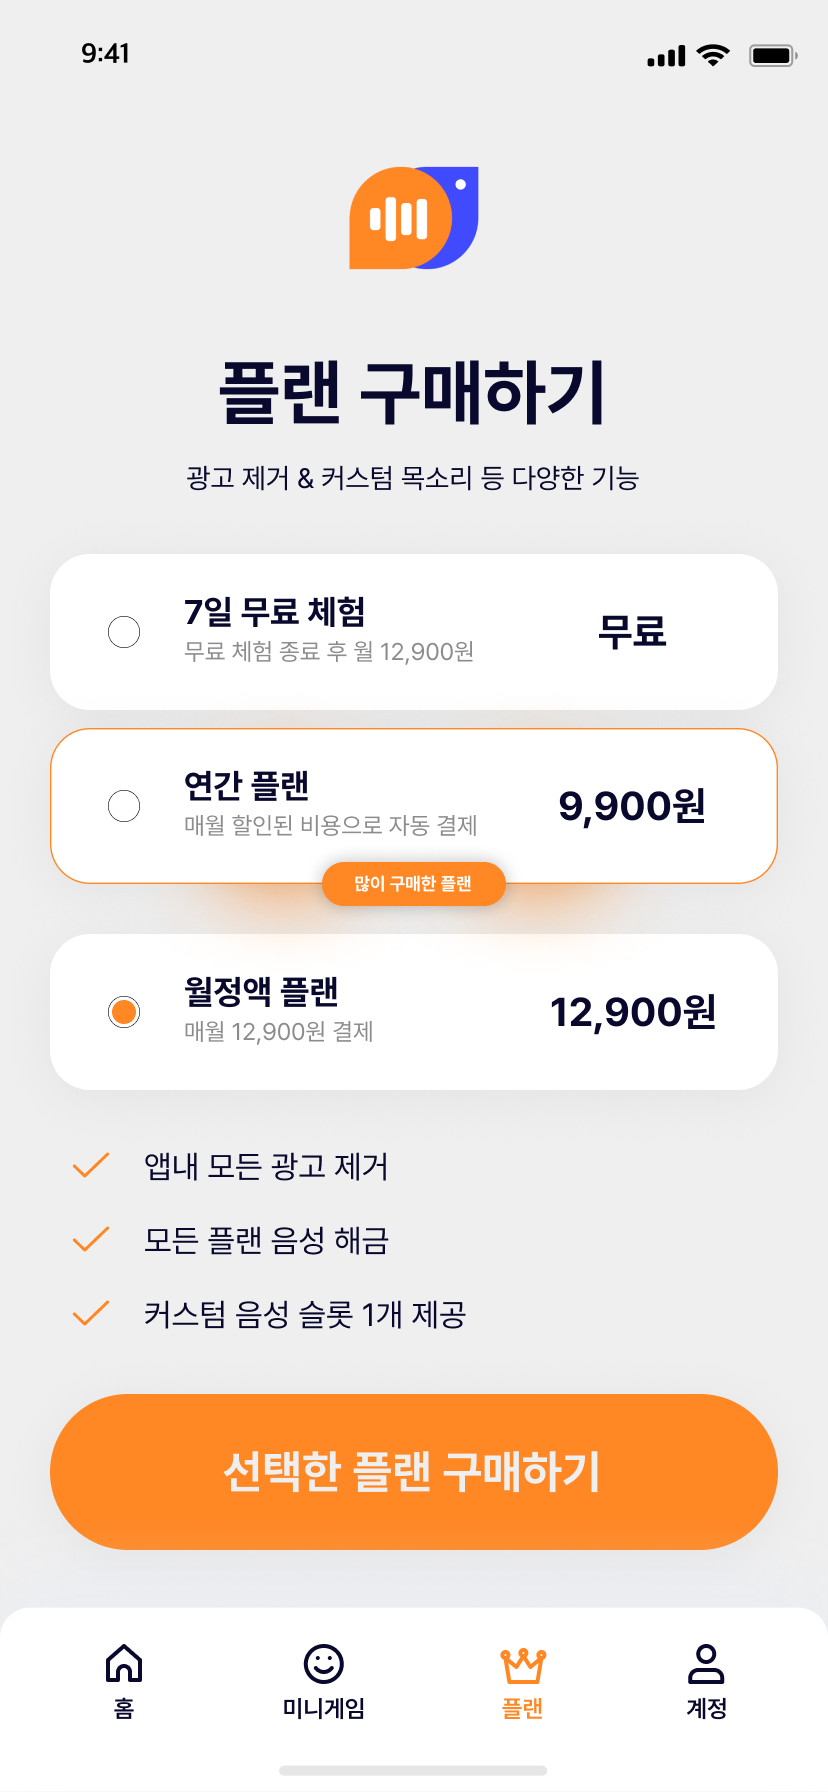 9:41
플랜 구매하기
광고 제거 & 커스텀 목소리 등 다양한 기능
7일 무료 체험
무료 체험 종료 후 월 12,900원
무료
연간 플랜
매월 할인된 비용으로 자동 결제
9,900원
많이 구매한 플랜
월정액 플랜
매월 12,900원 결제
12,900원
앱내 모든 광고 제거
모든 플랜 음성 해금
커스텀 음성 슬롯 1개 제공
선택한 플랜 구매하기
홈
미니게임
플랜
계정